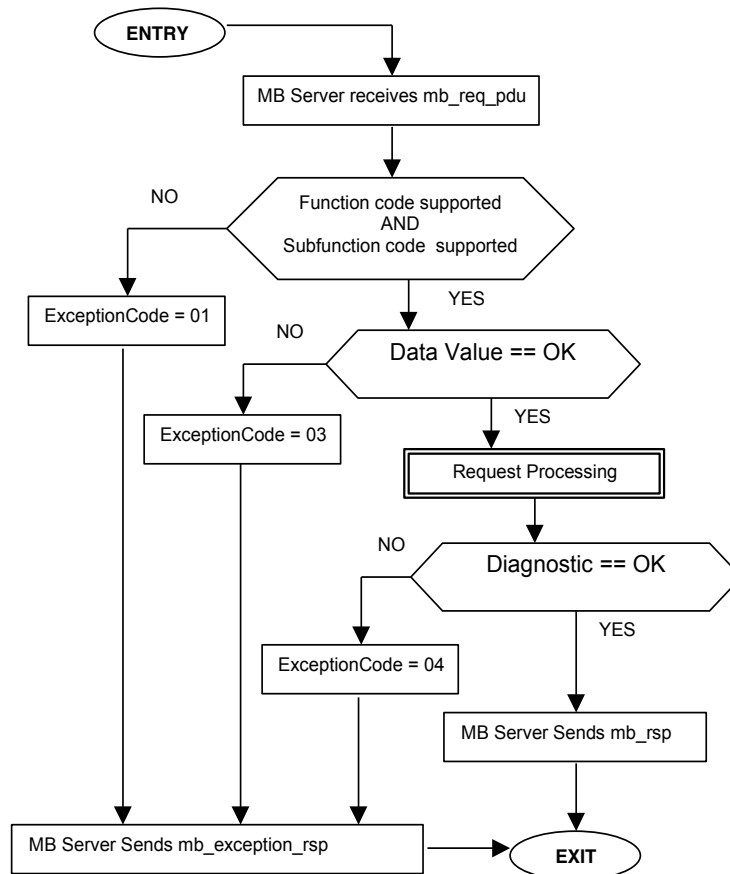 ENTRY
MB Server receives mb_req_pdu
NO
Function code supported
AND
Subfunction code supported
YES
ExceptionCode = 01
NO
Data Value == OK
YES
ExceptionCode = 03
Request Processing
NO
Diagnostic == OK
YES
ExceptionCode = 04
MB Server Sends mb_rsp
MB Server Sends mb_exception_rsp
EXIT